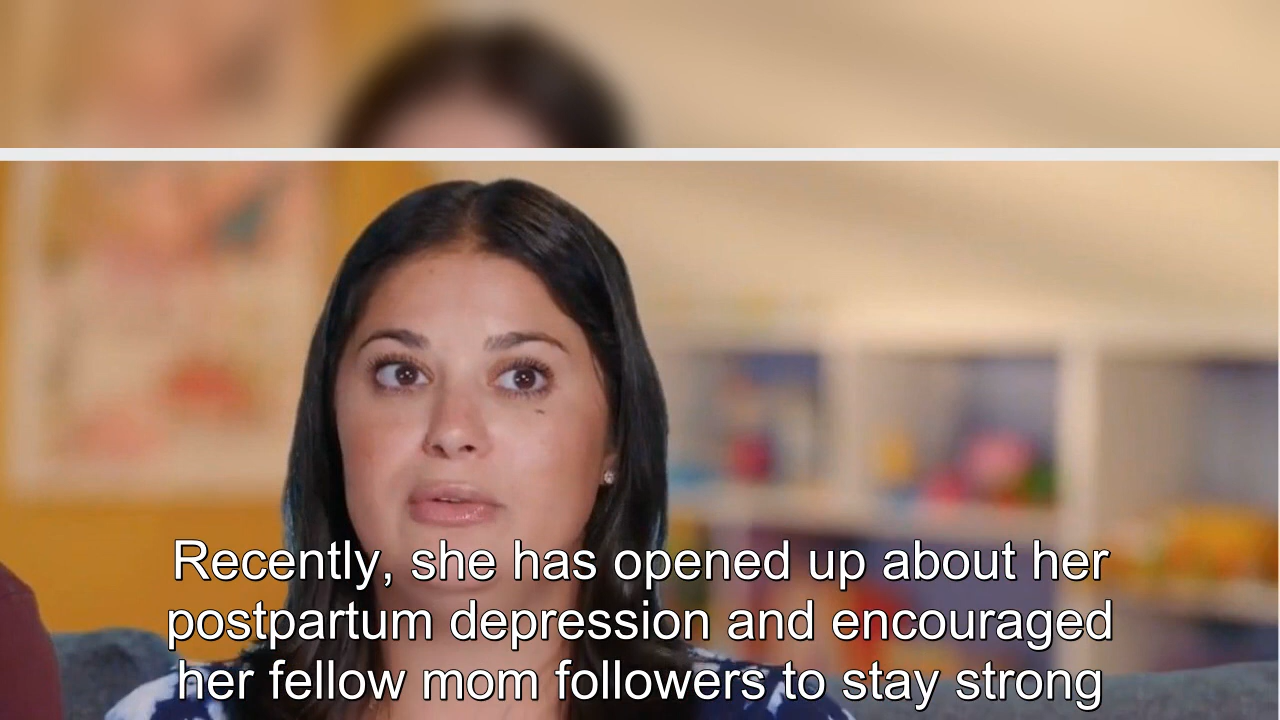 Recently, she has opened up about her
postpartum depression and encouraged
her fellow mom followers to stay strong